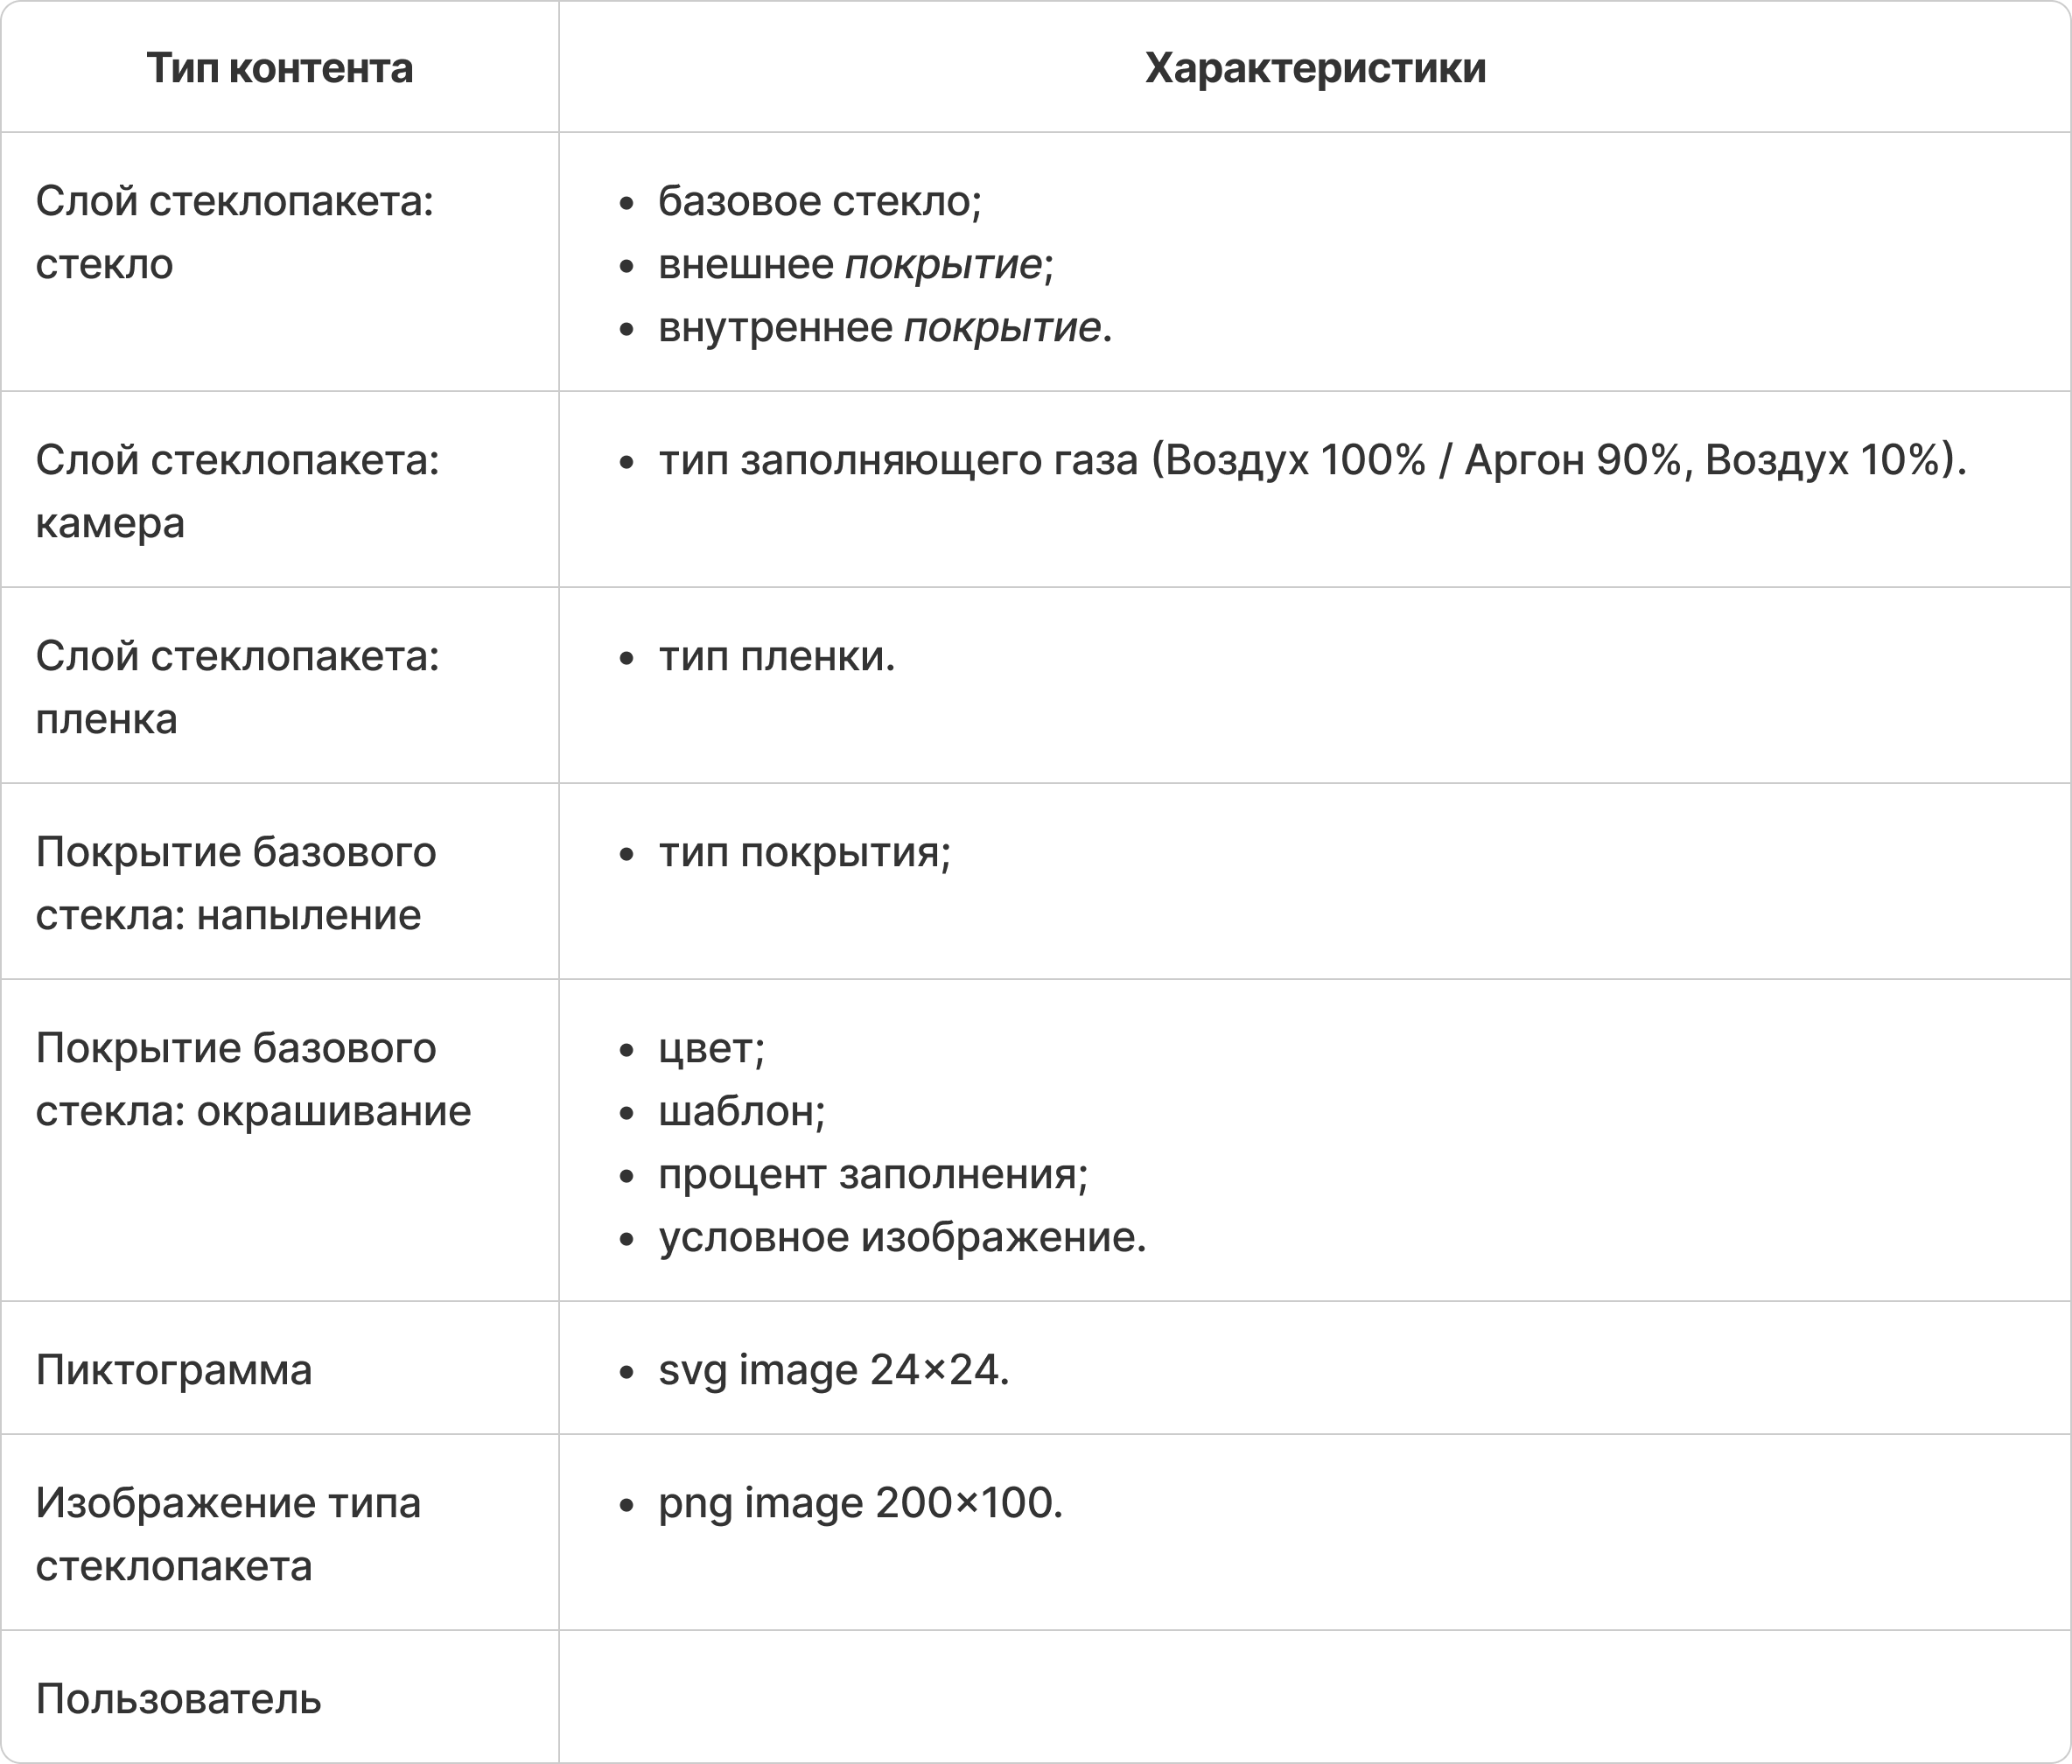 Тип контента
Характеристики
Слой стеклопакета:
стекло
• базовое стекло;
• внешнее покрытие;
• внутреннее покрытие.
Слой стеклопакета:
камера
• тип заполняющего газа (Воздух 100% / Аргон 90%, Воздух 10%).
Слой стеклопакета:
пленка
• тип пленки.
Покрытие базового
стекла: напыление
• тип покрытия;
Покрытие базового
стекла: окрашивание
• цвет;
• шаблон;
• процент заполнения;
• условное изображение.
Пиктограмма
• svg image 24×24.
Изображение типа
стеклопакета
• png image 200×100.
Пользователь